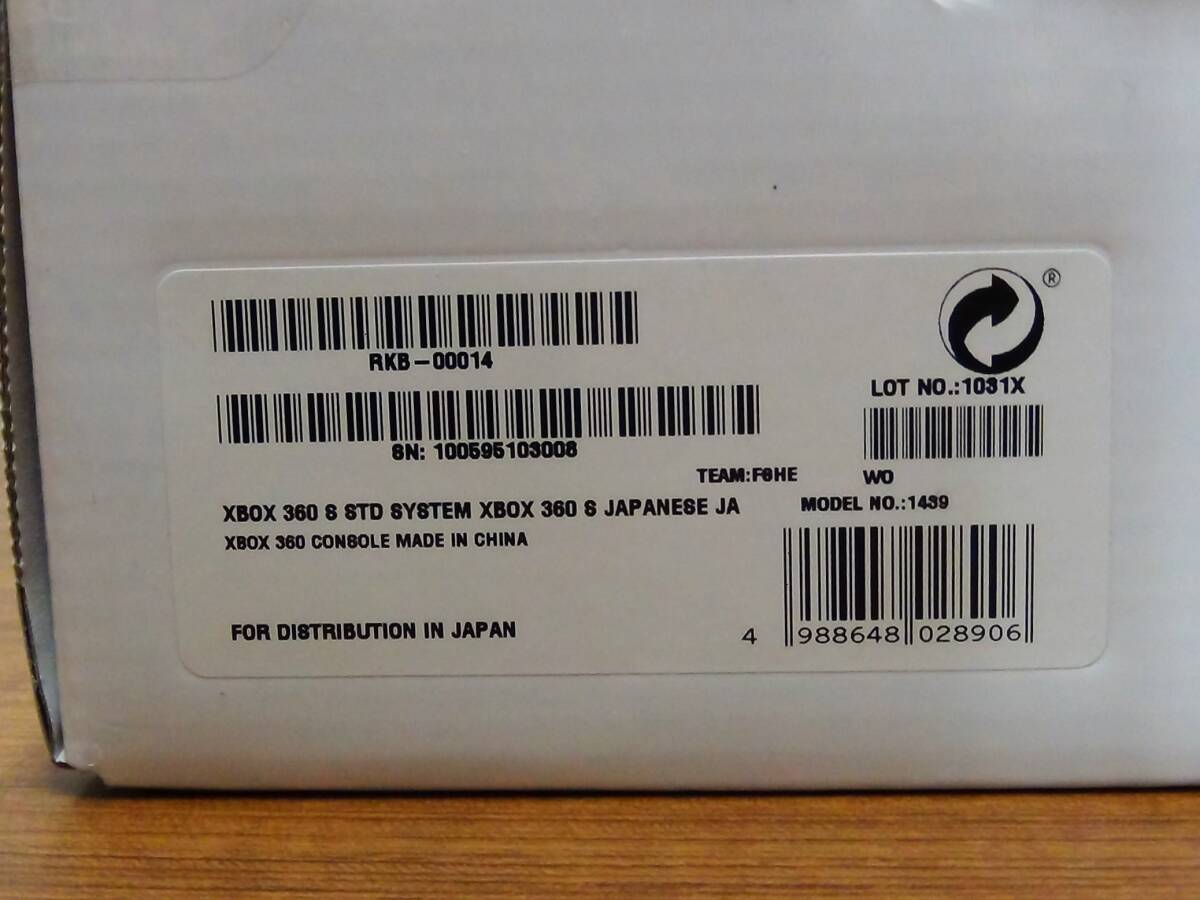 RKB-00014
SN: 100595103008
LOT NO.:1031X
TEAM:FGHE
WO
XBOX 360 S STD SYSTEM XBOX 360 S JAPANESE JA
MODEL NO.:1439
XBOX 360 CONSOLE MADE IN CHINA
FOR DISTRIBUTION IN JAPAN
4 988648 028906
®